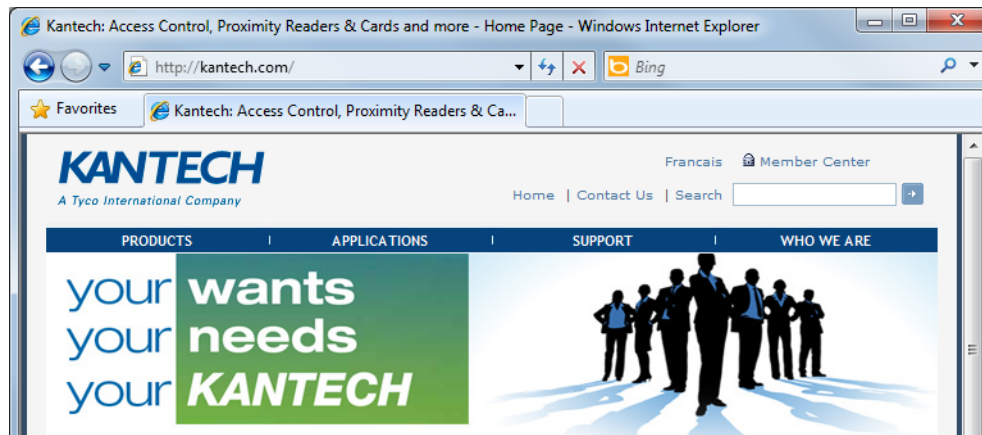 Kantech: Access Control, Proximity Readers & Cards and more - Home Page - Windows Internet Explorer
http://kantech.com/ Bing
Favorites Kantech: Access Control, Proximity Readers & Ca...
KANTECH
A Tyco International Company
Francais Member Center
Home | Contact Us | Search
PRODUCTS | APPLICATIONS | SUPPORT | WHO WE ARE
your wants
your needs
your KANTECH